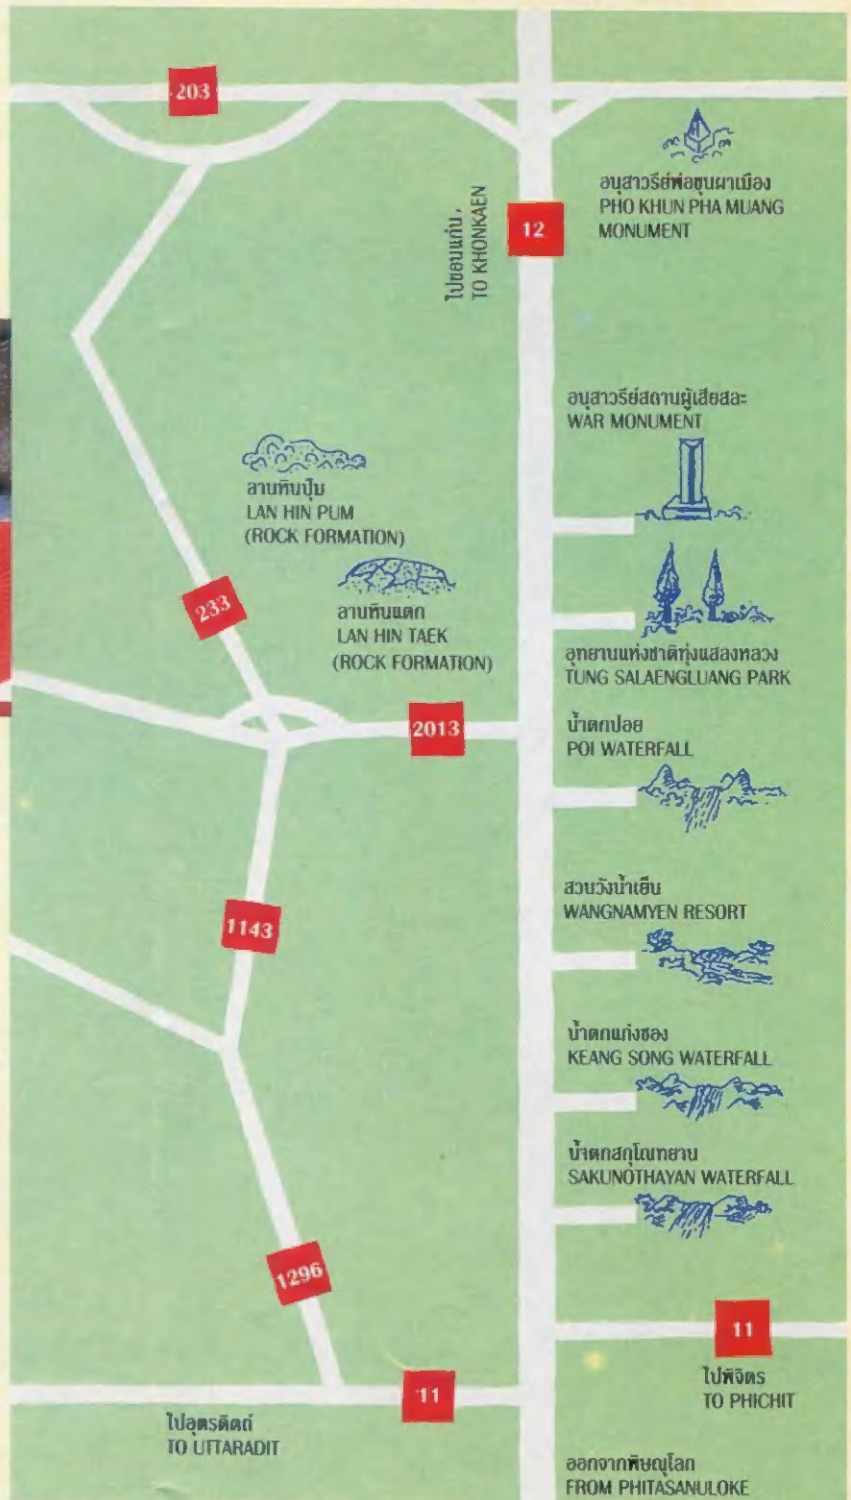 203
อนุสาวรีย์พ่อขุนผาเมือง
PHO KHUN PHA MUANG
MONUMENT
12
ไปขอนแก่น,
TO KHONKAEN
อนุสาวรีย์สถานผู้เสียสละ
WAR MONUMENT
ลานหินปุ่ม
LAN HIN PUM
(ROCK FORMATION)
ลานหินแตก
LAN HIN TAEK
(ROCK FORMATION)
233
อุทยานแห่งชาติทุ่งแสลงหลวง
TUNG SALAENGLUANG PARK
2013
น้ำตกปอย
POI WATERFALL
สวนวังน้ำเย็น
WANGNAMYEN RESORT
1143
น้ำตกแก่งซอง
KEANG SONG WATERFALL
น้ำตกสกุโณทยาน
SAKUNOTHAYAN WATERFALL
1296
11
ไปพิจิตร
TO PHICHIT
11
ไปอุตรดิตถ์
TO UTTARADIT
ออกจากพิษณุโลก
FROM PHITASANULOKE